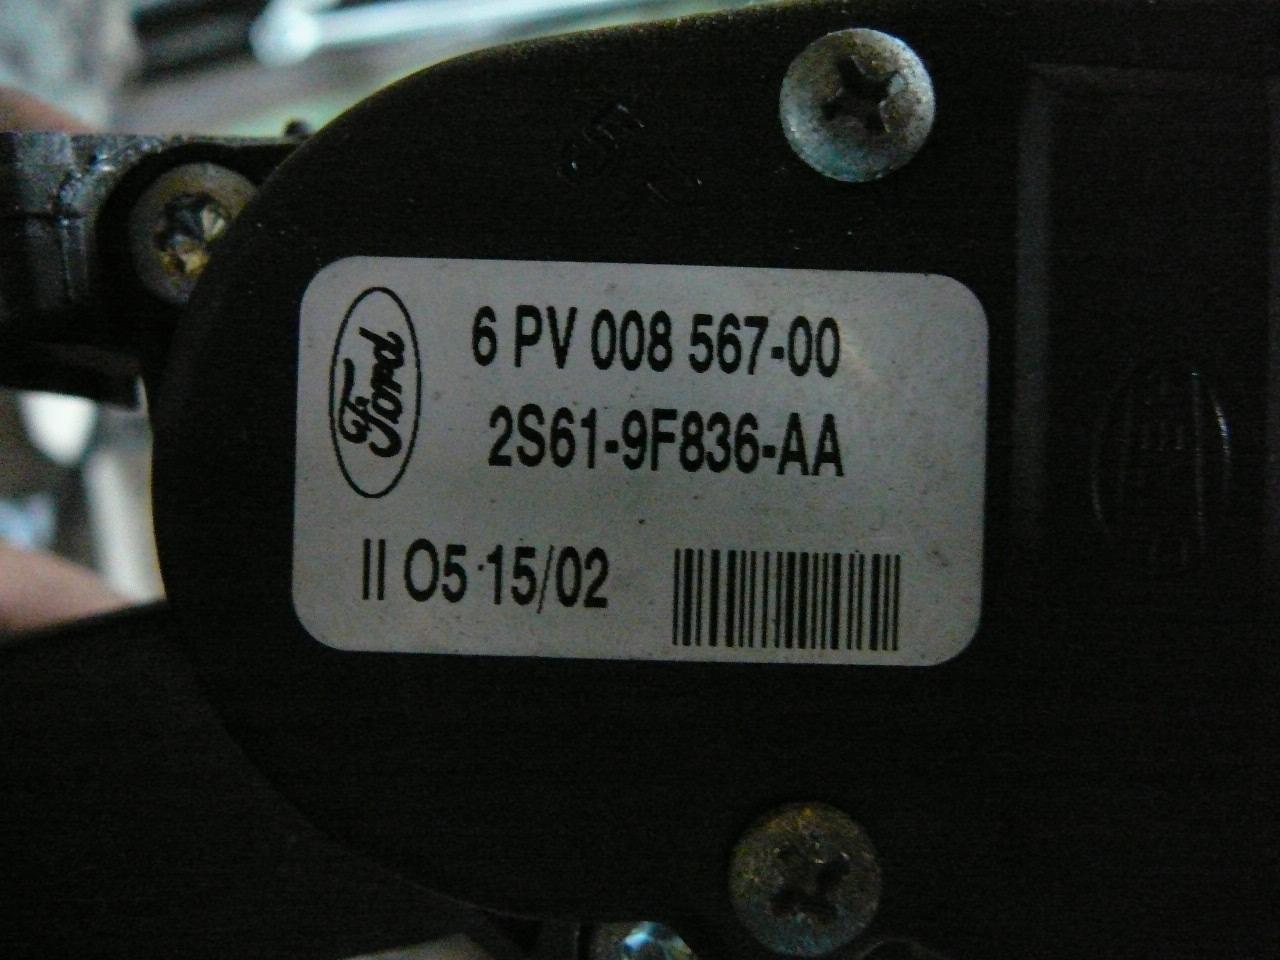 Ford
6 PV 008 567-00
2S61-9F836-AA
II O5 15/02